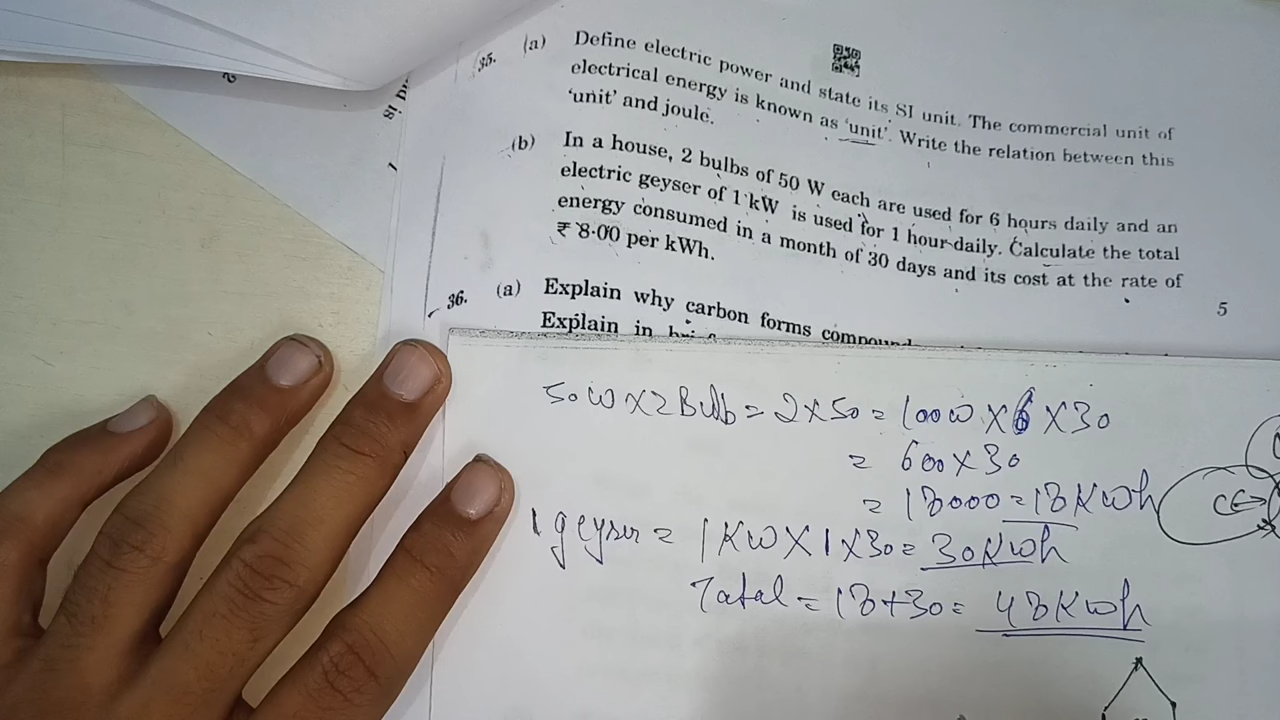 35. (a) Define electric power and state its SI unit. The commercial unit of
electrical energy is known as 'unit'. Write the relation between this
'unit' and joule.
(b) In a house, 2 bulbs of 50 W each are used for 6 hours daily and an
electric geyser of 1 kW is used for 1 hour daily. Calculate the total
energy consumed in a month of 30 days and its cost at the rate of
₹ 8·00 per kWh.
5
36. (a) Explain why carbon forms
Explain in
50W×2Bulb=2×50=100W×6×30
= 600×30
= 18000=18KWh
1geyser= 1KW×1×30=30KWh
Total=18+30= 48KWh